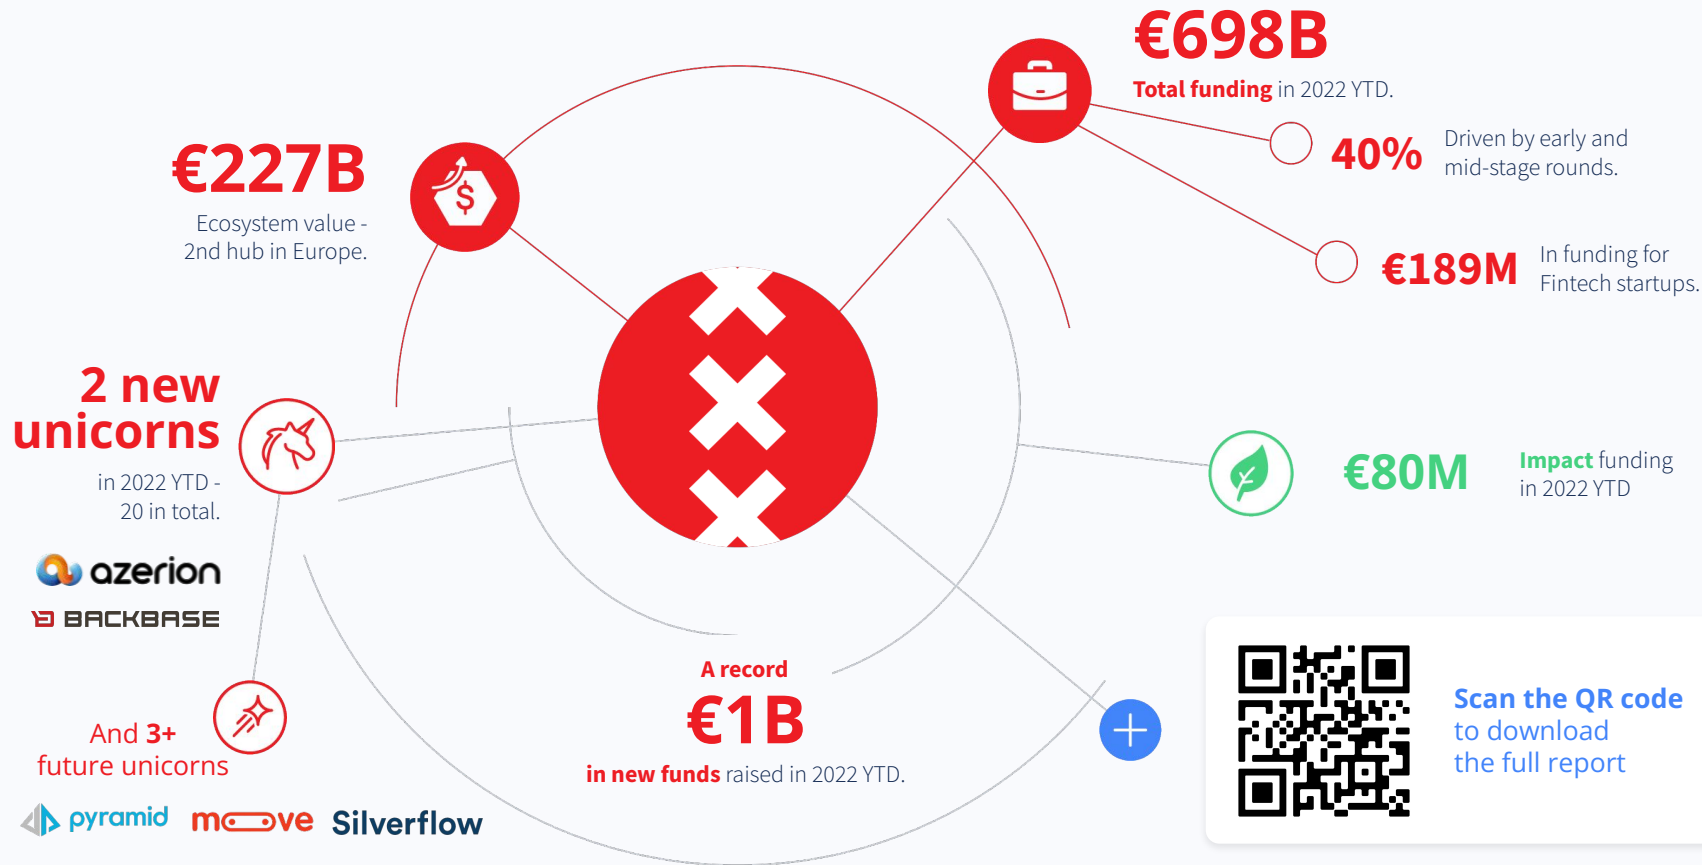 €698B
Total funding in 2022 YTD.
40%
Driven by early and
mid-stage rounds.
€189M
In funding for
Fintech startups.
€227B
Ecosystem value -
2nd hub in Europe.
2 new
unicorns
in 2022 YTD -
20 in total.
azerion
BACKBASE
And 3+
future unicorns
pyramid
moove
Silverflow
A record
€1B
in new funds raised in 2022 YTD.
€80M
Impact funding
in 2022 YTD
Scan the QR code
to download
the full report